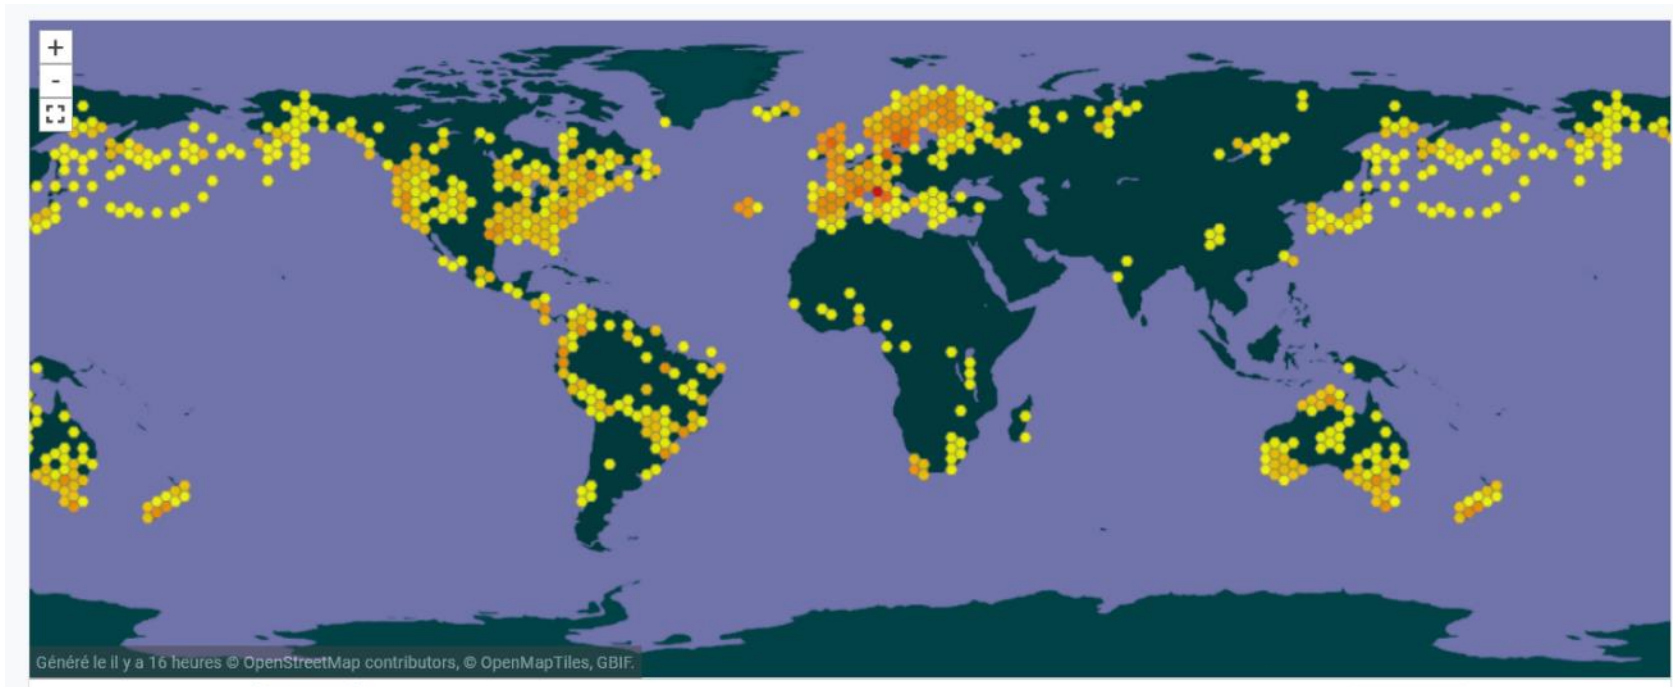 +
-
Généré le il y a 16 heures © OpenStreetMap contributors, © OpenMapTiles, GBIF.